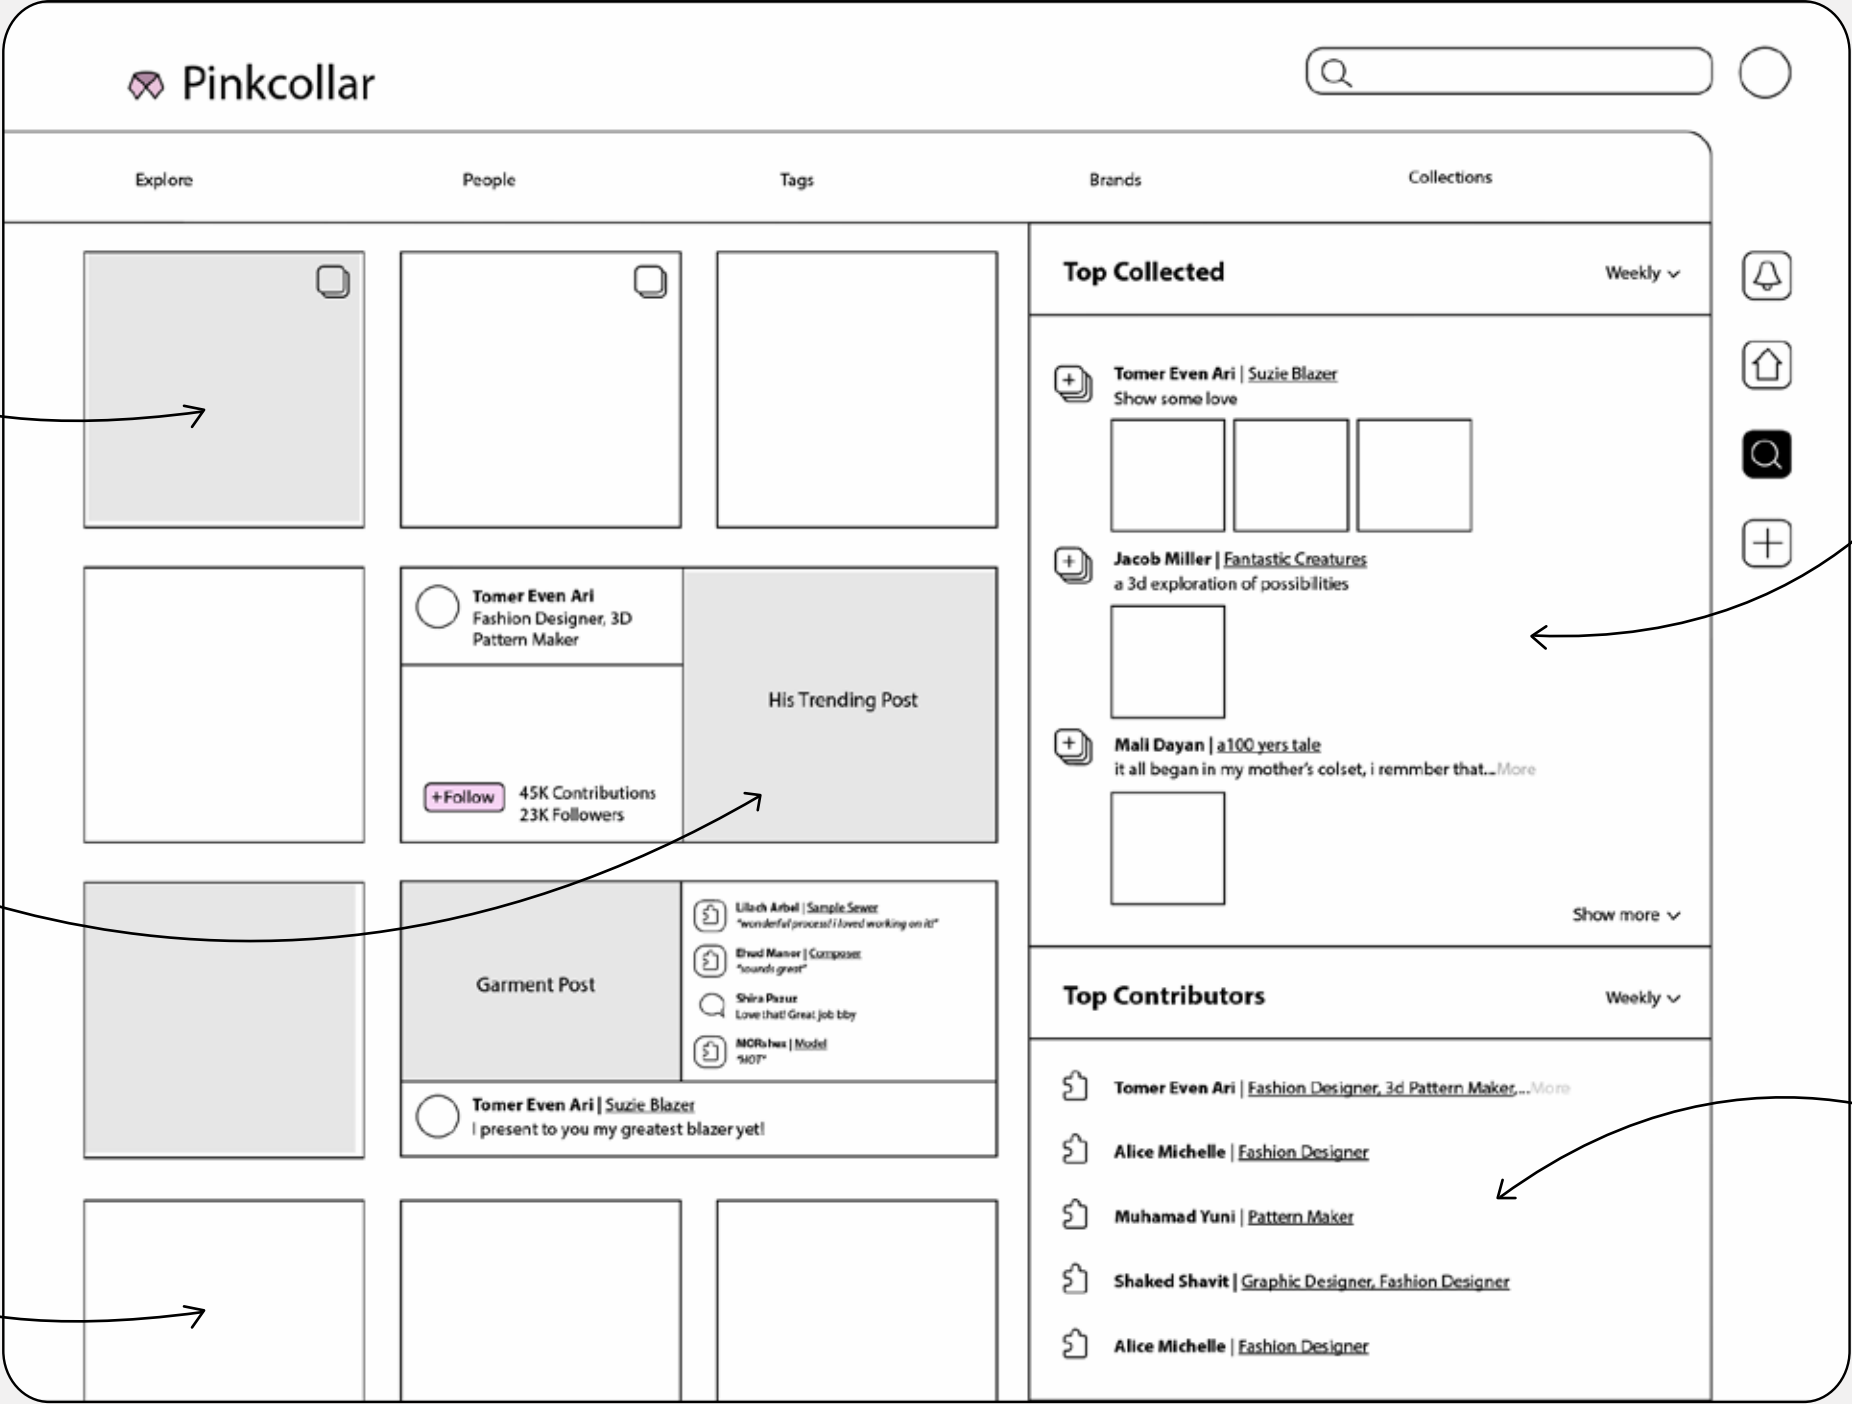 Pinkcollar
Explore
People
Tags
Brands
Collections
Tomer Even Ari
Fashion Designer, 3D
Pattern Maker
+Follow
45K Contributions
23K Followers
His Trending Post
Garment Post
Lilach Arbel | Sample Sewer
"wonderful process! i loved working on it!"
Ehud Manor | Composer
"sounds great"
Shira Pazuz
Love that! Great job bby
| Model
"HOT"
Tomer Even Ari | Suzie Blazer
I present to you my greatest blazer yet!
Top Collected
Weekly
Tomer Even Ari | Suzie Blazer
Show some love
Jacob Miller | Fantastic Creatures
a 3d exploration of possibilities
Mali Dayan | a100 yers tale
it all began in my mother's colset, i remmber that...More
Show more
Top Contributors
Weekly
Tomer Even Ari | Fashion Designer, 3d Pattern Maker,...More
Alice Michelle | Fashion Designer
Muhamad Yuni | Pattern Maker
Shaked Shavit | Graphic Designer, Fashion Designer
Alice Michelle | Fashion Designer